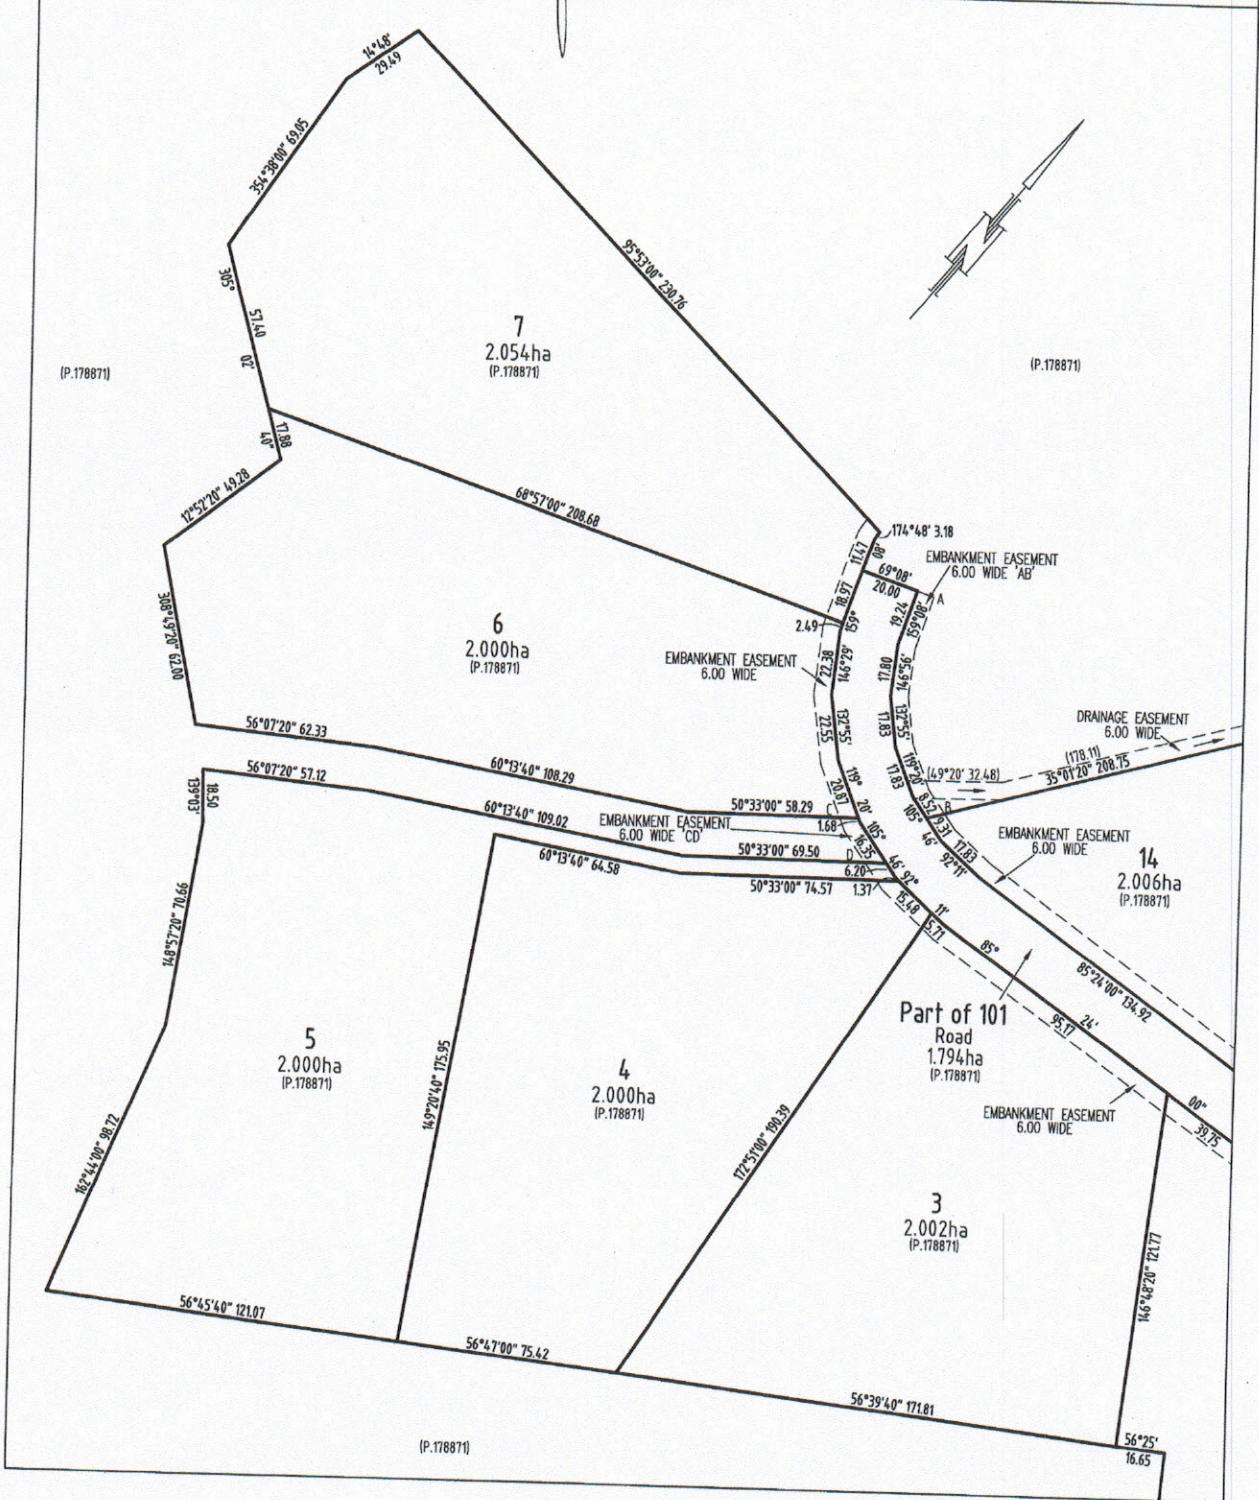 14°48'
29.49
354°38'00" 69.05
95°53'00" 230.76
305°
57.40
02'
17.88
40"
7
2.054ha
(P.178871)
(P.178871)
(P.178871)
12°52'20" 49.28
68°57'00" 208.68
174°48' 3.18
11.47
08'
EMBANKMENT EASEMENT
6.00 WIDE 'AB'
69°08'
20.00
A
18.97
159°
19.24
159°08'
2.49
308°49'20" 62.00
6
2.000ha
(P.178871)
EMBANKMENT EASEMENT
6.00 WIDE
22.38
146°29'
17.80
146°56'
22.55
132°55'
17.83
132°55'
DRAINAGE EASEMENT
6.00 WIDE
(178.11)
35°01'20" 208.75
(49°20' 32.48)
56°07'20" 62.33
60°13'40" 108.29
50°33'00" 58.29
119°
20'
20.87
17.83
119°20'
8.52
B
9.31
105°
46'
17.83
92°11'
C
1.68
105°
46'
16.35
139°03'
18.50
56°07'20" 57.12
60°13'40" 109.02
EMBANKMENT EASEMENT
6.00 WIDE 'CD'
50°33'00" 69.50
D
6.20
92°
11'
1.37
60°13'40" 64.58
50°33'00" 74.57
15.48
5.71
EMBANKMENT EASEMENT
6.00 WIDE
14
2.006ha
(P.178871)
148°57'20" 70.66
85°
24'
00"
85°24'00" 134.92
95.17
39.75
Part of 101
Road
1.794ha
(P.178871)
5
2.000ha
(P.178871)
149°20'40" 175.95
4
2.000ha
(P.178871)
172°51'00" 190.39
EMBANKMENT EASEMENT
6.00 WIDE
162°44'00" 98.72
3
2.002ha
(P.178871)
146°48'20" 121.77
56°45'40" 121.07
56°47'00" 75.42
56°39'40" 171.81
56°25'
16.65
(P.178871)